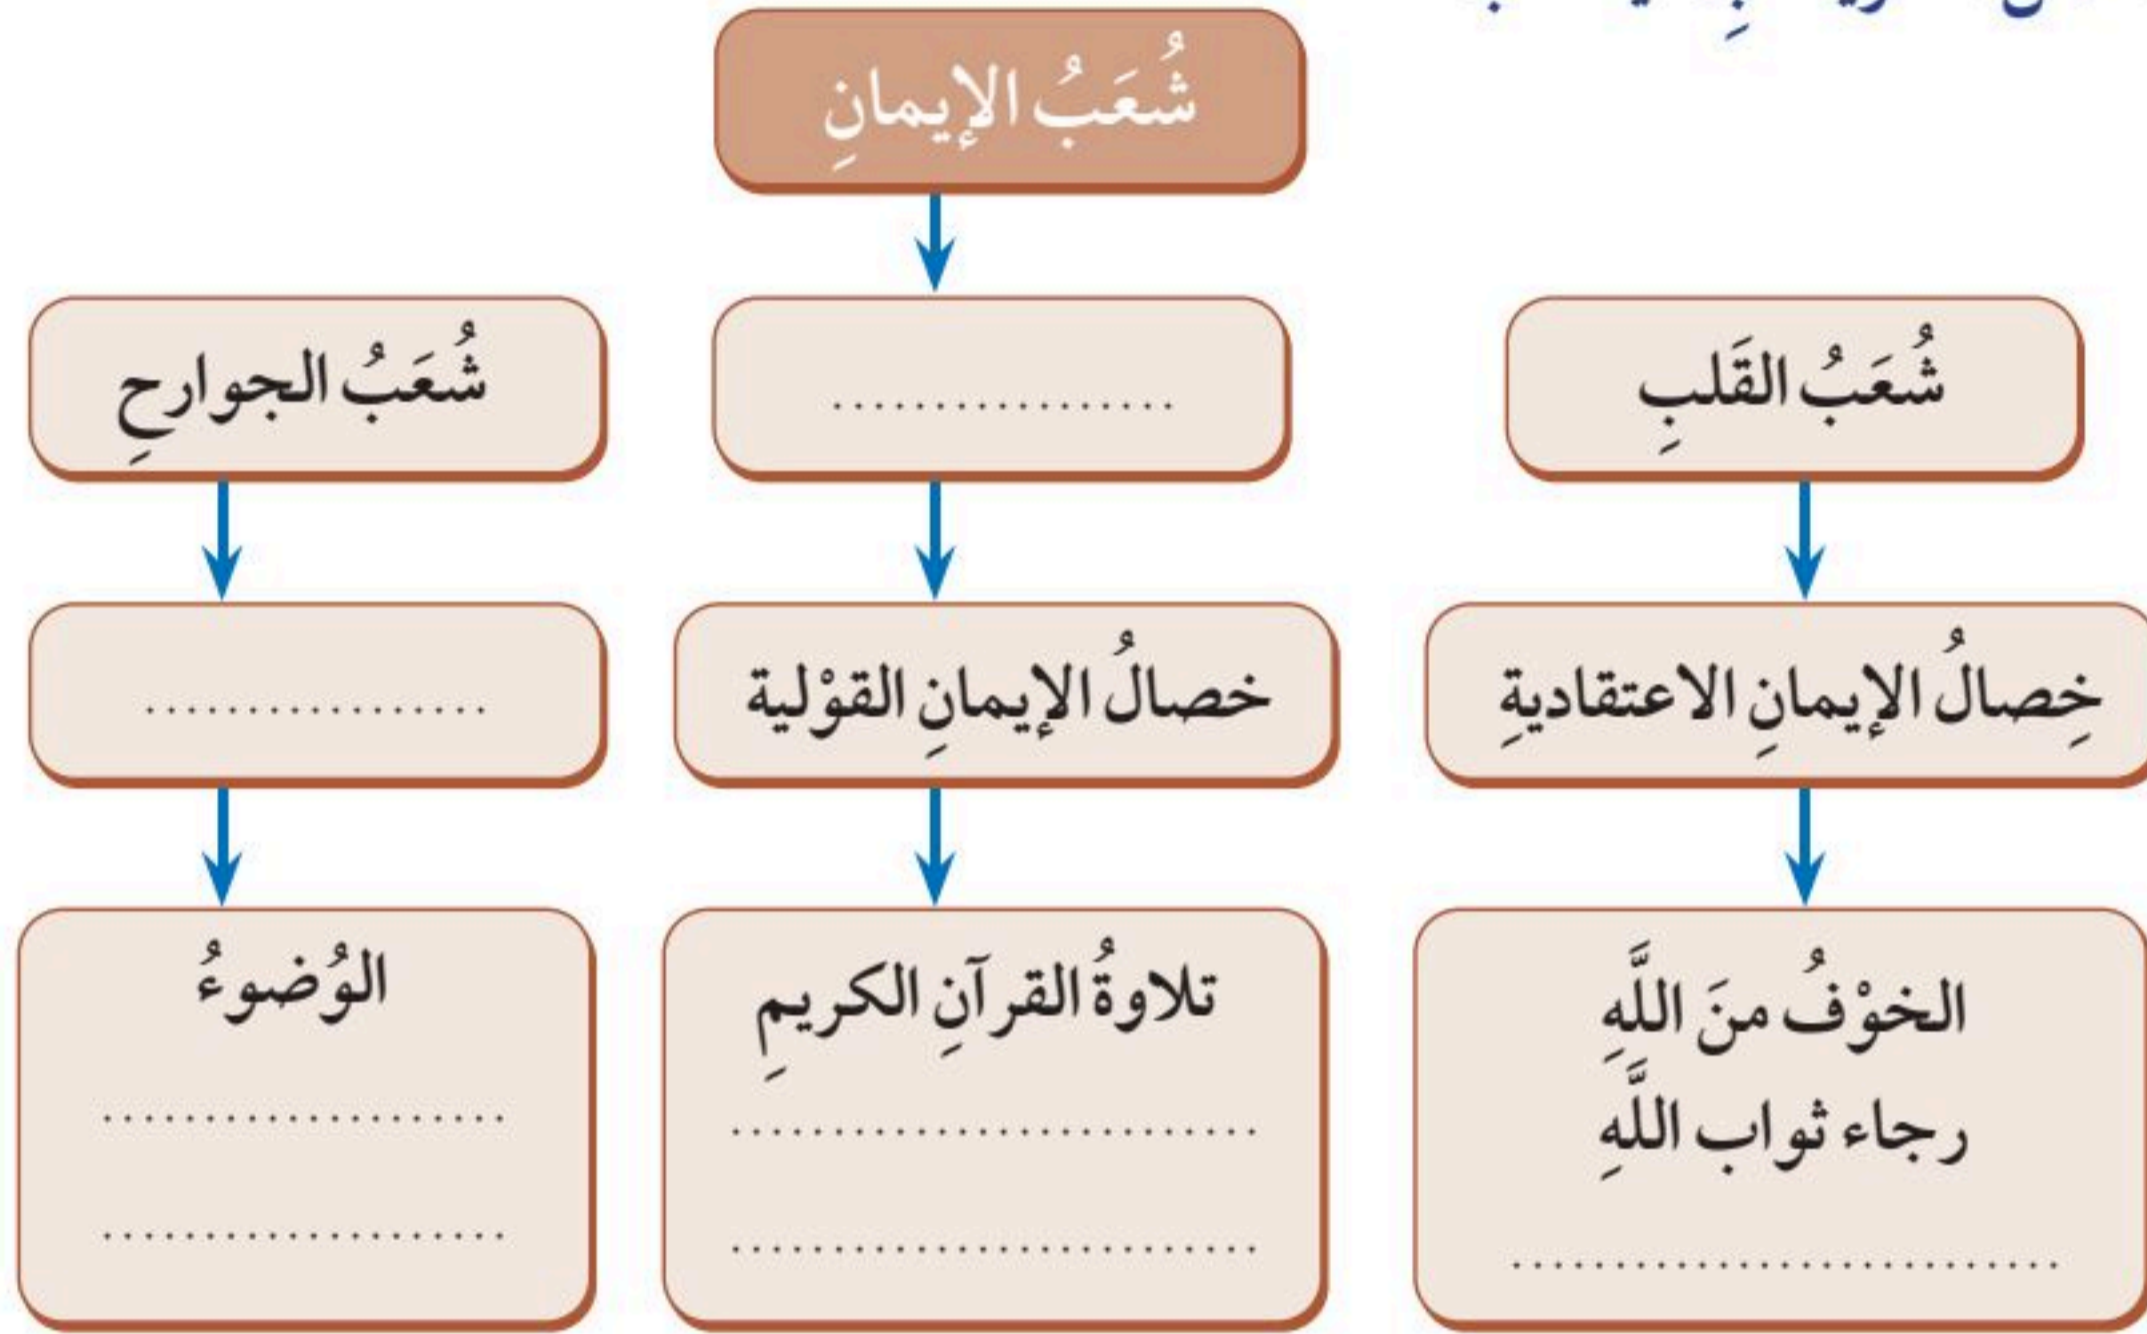 شُعَبُ الإيمانِ
شُعَبُ القَلبِ
.................
شُعَبُ الجوارحِ
خِصالُ الإيمانِ الاعتقاديةِ
خصالُ الإيمانِ القوْلية
.................
الخوْفُ منَ اللَّهِ
رجاء ثواب اللَّهِ
...........................
تلاوةُ القرآنِ الكريمِ
..........................
..........................
الوُضوءُ
....................
....................